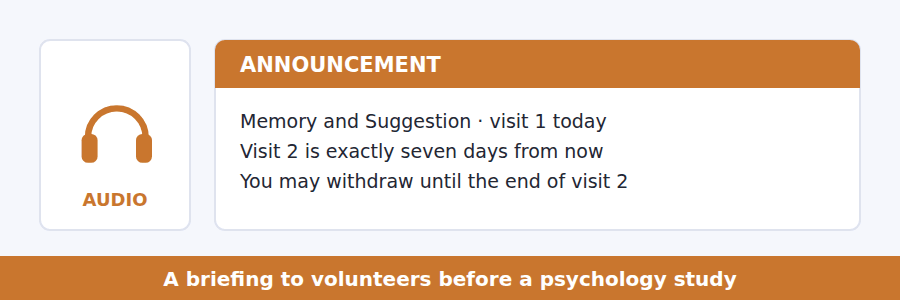 AUDIO
ANNOUNCEMENT
Memory and Suggestion · visit 1 today
Visit 2 is exactly seven days from now
You may withdraw until the end of visit 2
A briefing to volunteers before a psychology study